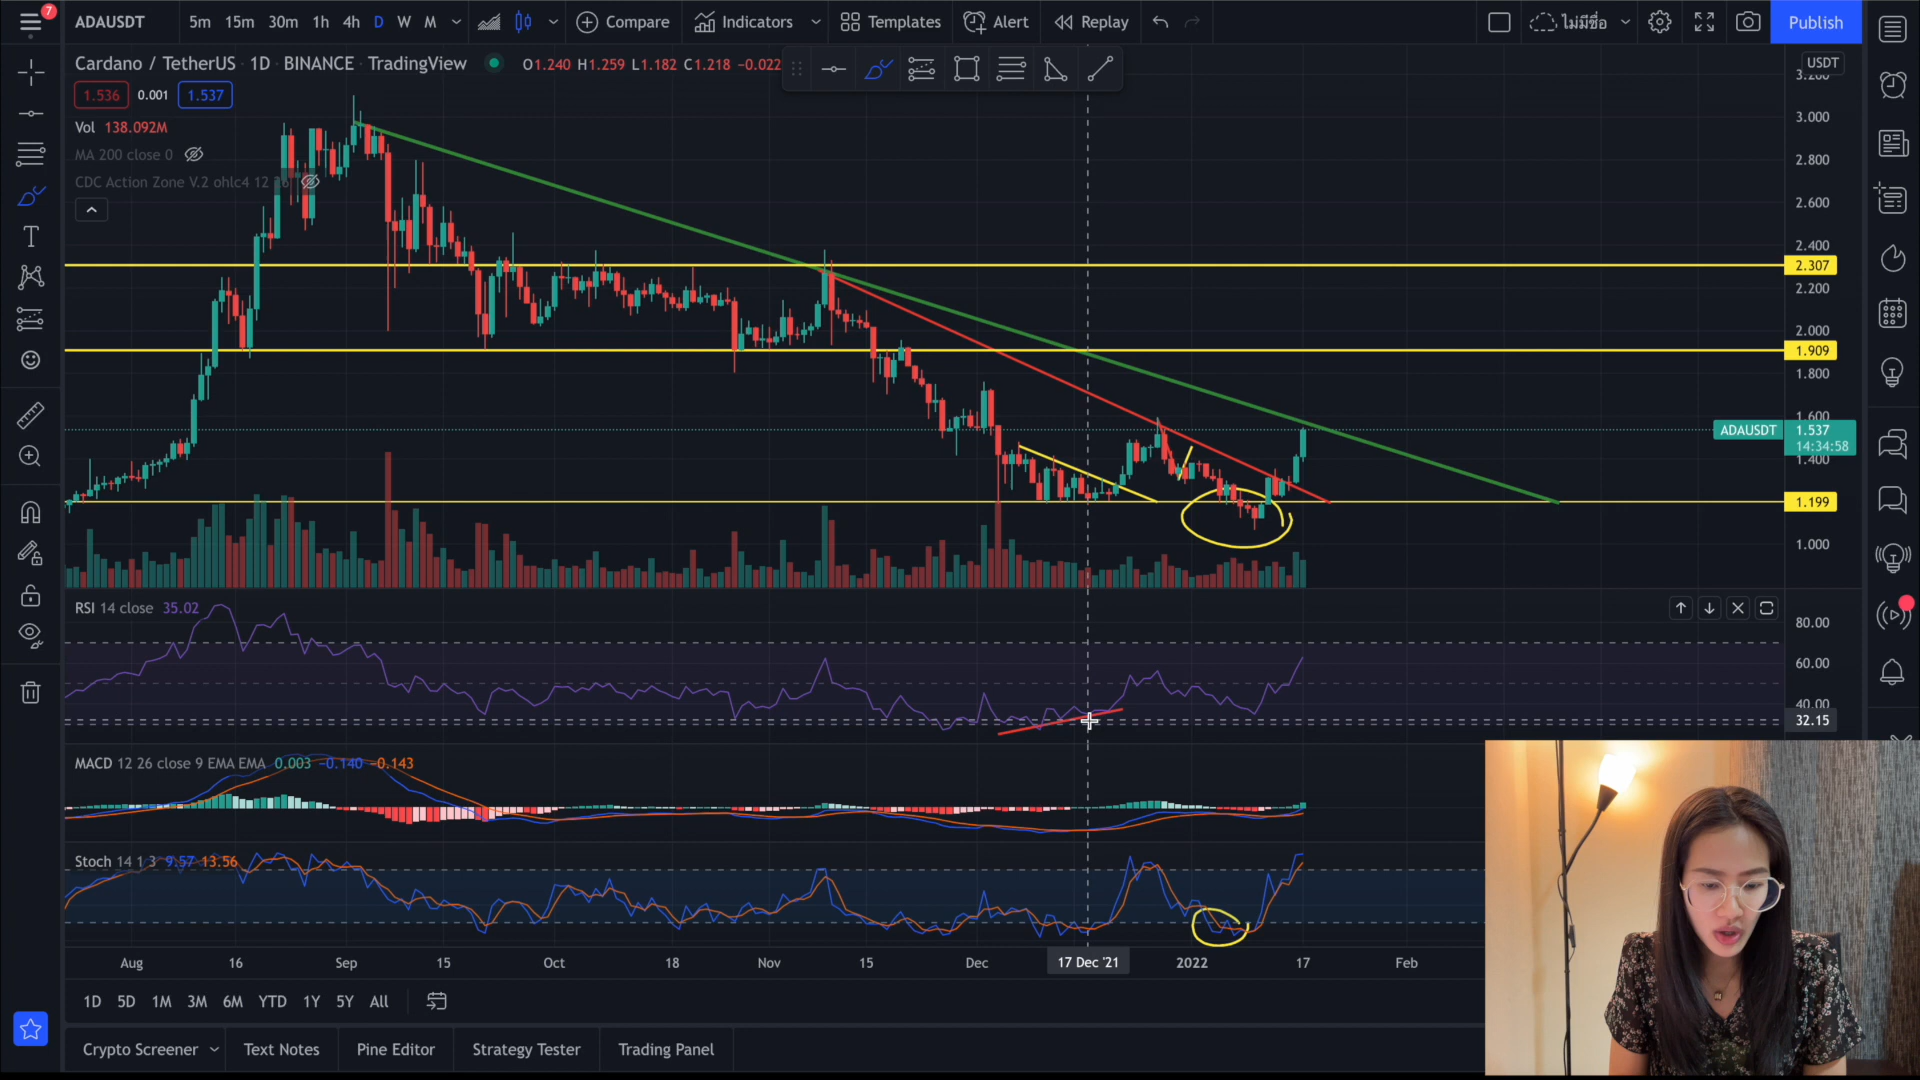 7
ADAUSDT 5m 15m 30m 1h 4h D W M Compare Indicators Templates Alert Replay ไม่มีชื่อ Publish
Cardano / TetherUS 1D BINANCE TradingView O1.240 H1.259 L1.182 C1.218 −0.022
1.536 0.001 1.537
Vol 138.092M
MA 200 close 0
CDC Action Zone V.2 ohlc4 12 26
USDT
3.200
3.000
2.800
2.600
2.400
2.307
2.200
2.000
1.909
1.800
1.600
ADAUSDT 1.537
14:34:58
1.400
1.199
1.000
RSI 14 close 35.02
80.00
60.00
40.00
32.15
MACD 12 26 close 9 EMA EMA 0.003 −0.140 −0.143
Stoch 14 1 3 9.57 13.56
Aug 16 Sep 15 Oct 18 Nov 15 Dec 17 Dec '21 2022 17 Feb
1D 5D 1M 3M 6M YTD 1Y 5Y All
Crypto Screener Text Notes Pine Editor Strategy Tester Trading Panel